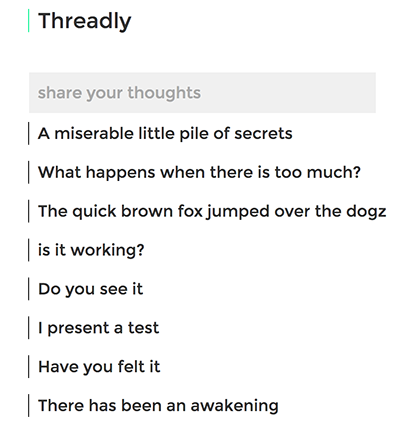 Threadly
share your thoughts
A miserable little pile of secrets
What happens when there is too much?
The quick brown fox jumped over the dogz
is it working?
Do you see it
I present a test
Have you felt it
There has been an awakening